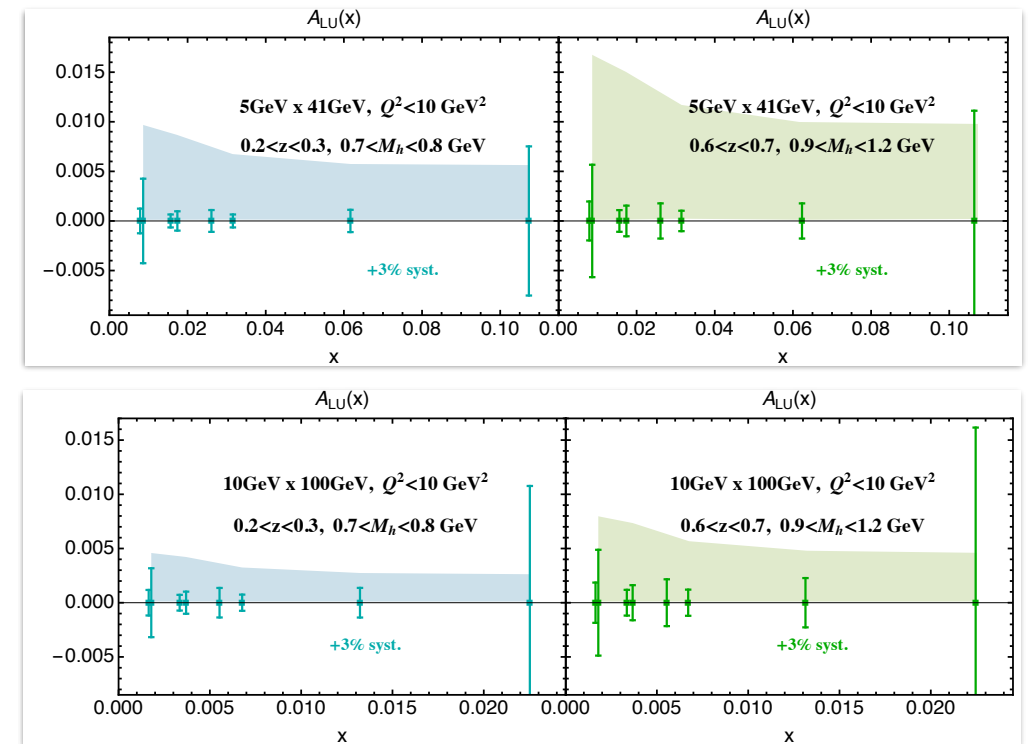 A_LU(x) A_LU(x)
0.015
5GeV x 41GeV, Q²<10 GeV² 5GeV x 41GeV, Q²<10 GeV²
0.010
0.2<z<0.3, 0.7<M_h<0.8 GeV 0.6<z<0.7, 0.9<M_h<1.2 GeV
0.005
0.000
−0.005 +3% syst. +3% syst.
0.00 0.02 0.04 0.06 0.08 0.10 0.00 0.02 0.04 0.06 0.08 0.10
x x
A_LU(x) A_LU(x)
0.015
10GeV x 100GeV, Q²<10 GeV² 10GeV x 100GeV, Q²<10 GeV²
0.010
0.2<z<0.3, 0.7<M_h<0.8 GeV 0.6<z<0.7, 0.9<M_h<1.2 GeV
0.005
0.000
+3% syst. +3% syst.
−0.005
0.000 0.005 0.010 0.015 0.020 0.000 0.005 0.010 0.015 0.020
x x